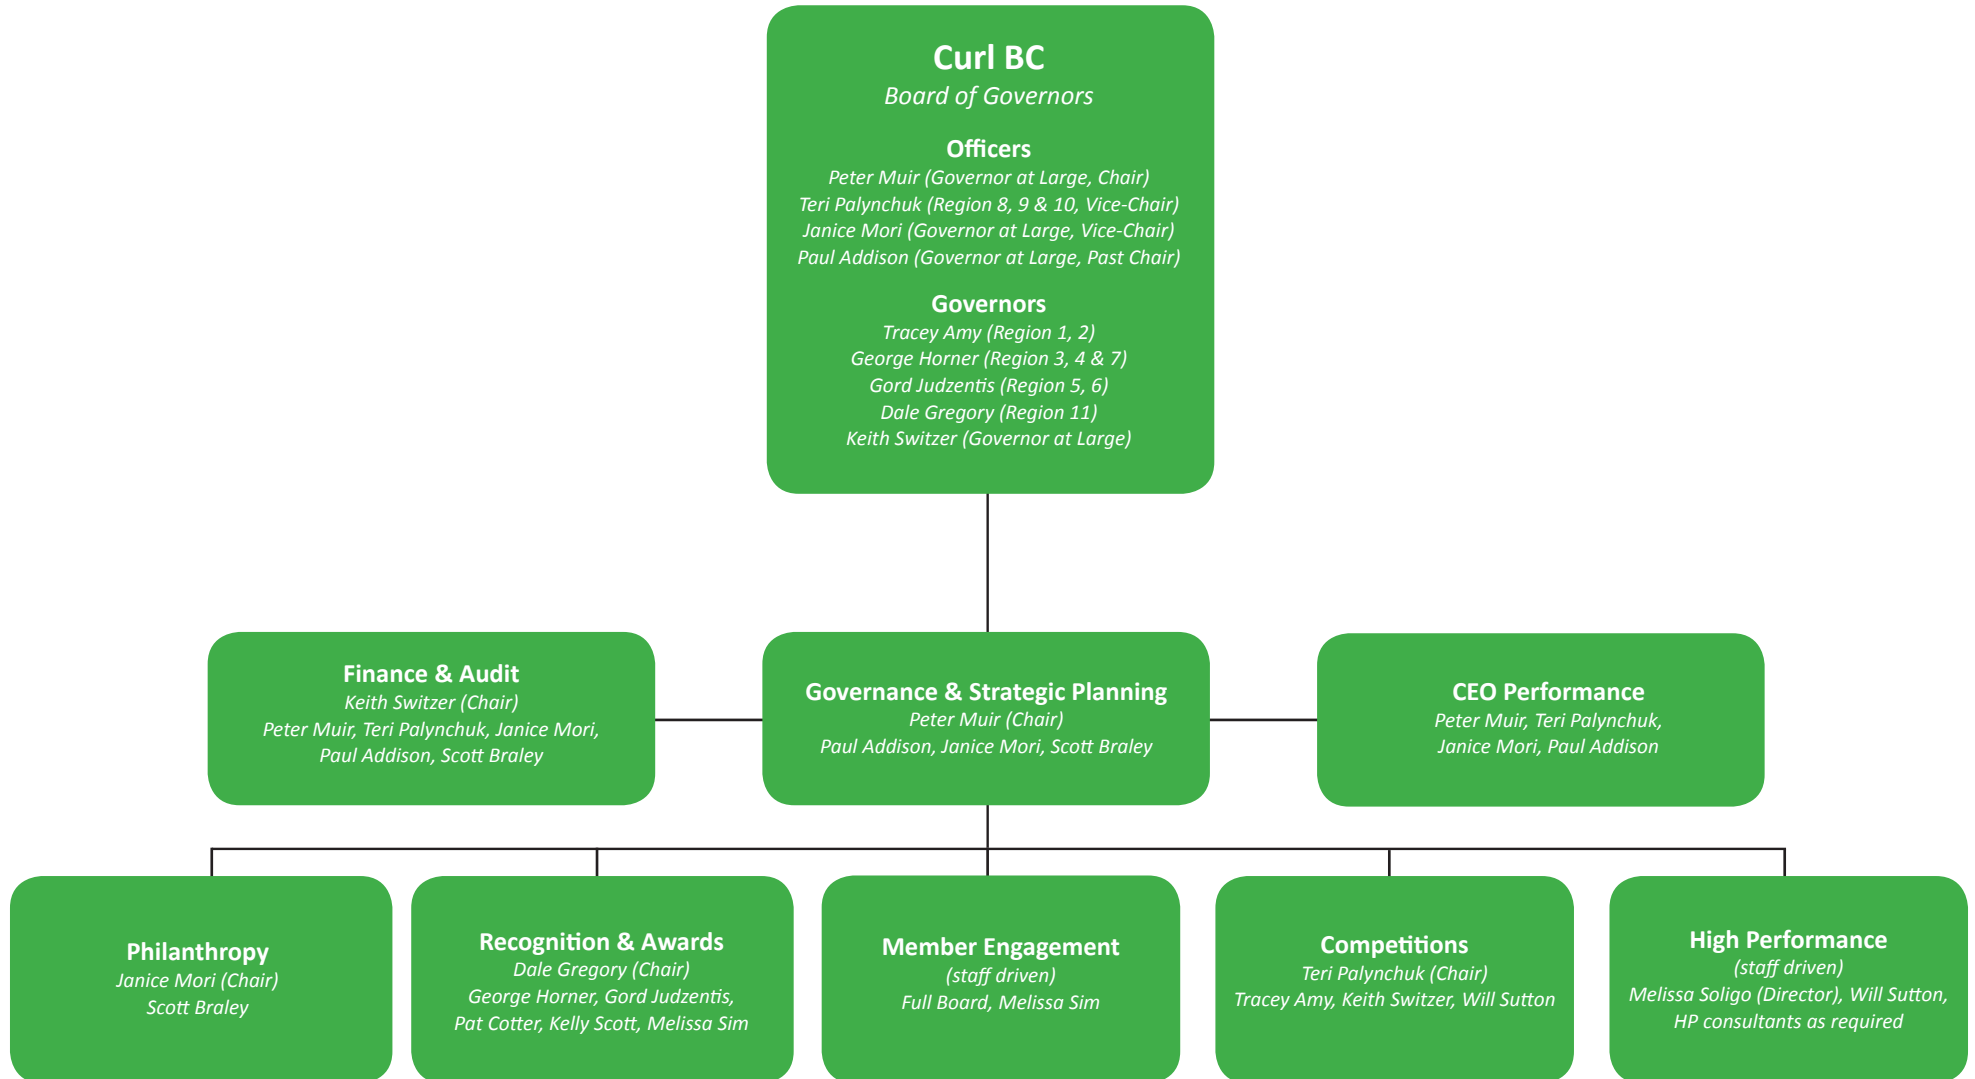 Curl BC
Board of Governors
Officers
Peter Muir (Governor at Large, Chair)
Teri Palynchuk (Region 8, 9 & 10, Vice-Chair)
Janice Mori (Governor at Large, Vice-Chair)
Paul Addison (Governor at Large, Past Chair)
Governors
Tracey Amy (Region 1, 2)
George Horner (Region 3, 4 & 7)
Gord Judzentis (Region 5, 6)
Dale Gregory (Region 11)
Keith Switzer (Governor at Large)
Finance & Audit
Keith Switzer (Chair)
Peter Muir, Teri Palynchuk, Janice Mori,
Paul Addison, Scott Braley
Governance & Strategic Planning
Peter Muir (Chair)
Paul Addison, Janice Mori, Scott Braley
CEO Performance
Peter Muir, Teri Palynchuk,
Janice Mori, Paul Addison
Philanthropy
Janice Mori (Chair)
Scott Braley
Recognition & Awards
Dale Gregory (Chair)
George Horner, Gord Judzentis,
Pat Cotter, Kelly Scott, Melissa Sim
Member Engagement
(staff driven)
Full Board, Melissa Sim
Competitions
Teri Palynchuk (Chair)
Tracey Amy, Keith Switzer, Will Sutton
High Performance
(staff driven)
Melissa Soligo (Director), Will Sutton,
HP consultants as required